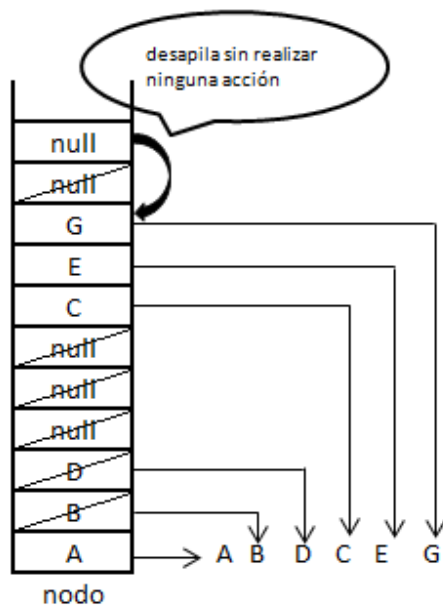 desapila sin realizar
ninguna acción
null
null
G
E
C
null
null
null
D
B
A
A B D C E G
nodo